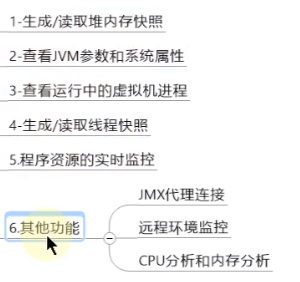 1-生成/读取堆内存快照
2-查看JVM参数和系统属性
3-查看运行中的虚拟机进程
4-生成/读取线程快照
5.程序资源的实时监控
6.其他功能
JMX代理连接
远程环境监控
CPU分析和内存分析